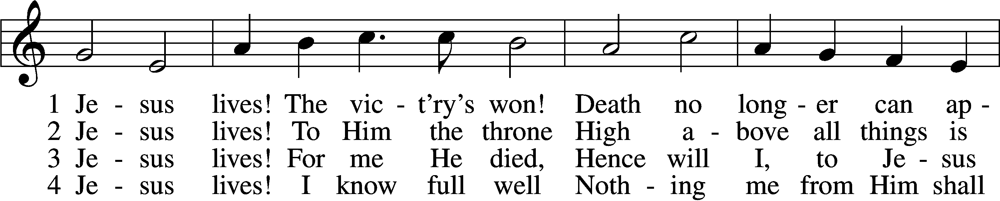 1 Je - sus lives! The vic - t'ry's won! Death no long - er can ap -
2 Je - sus lives! To Him the throne High a - bove all things is
3 Je - sus lives! For me He died, Hence will I, to Je - sus
4 Je - sus lives! I know full well Noth - ing me from Him shall